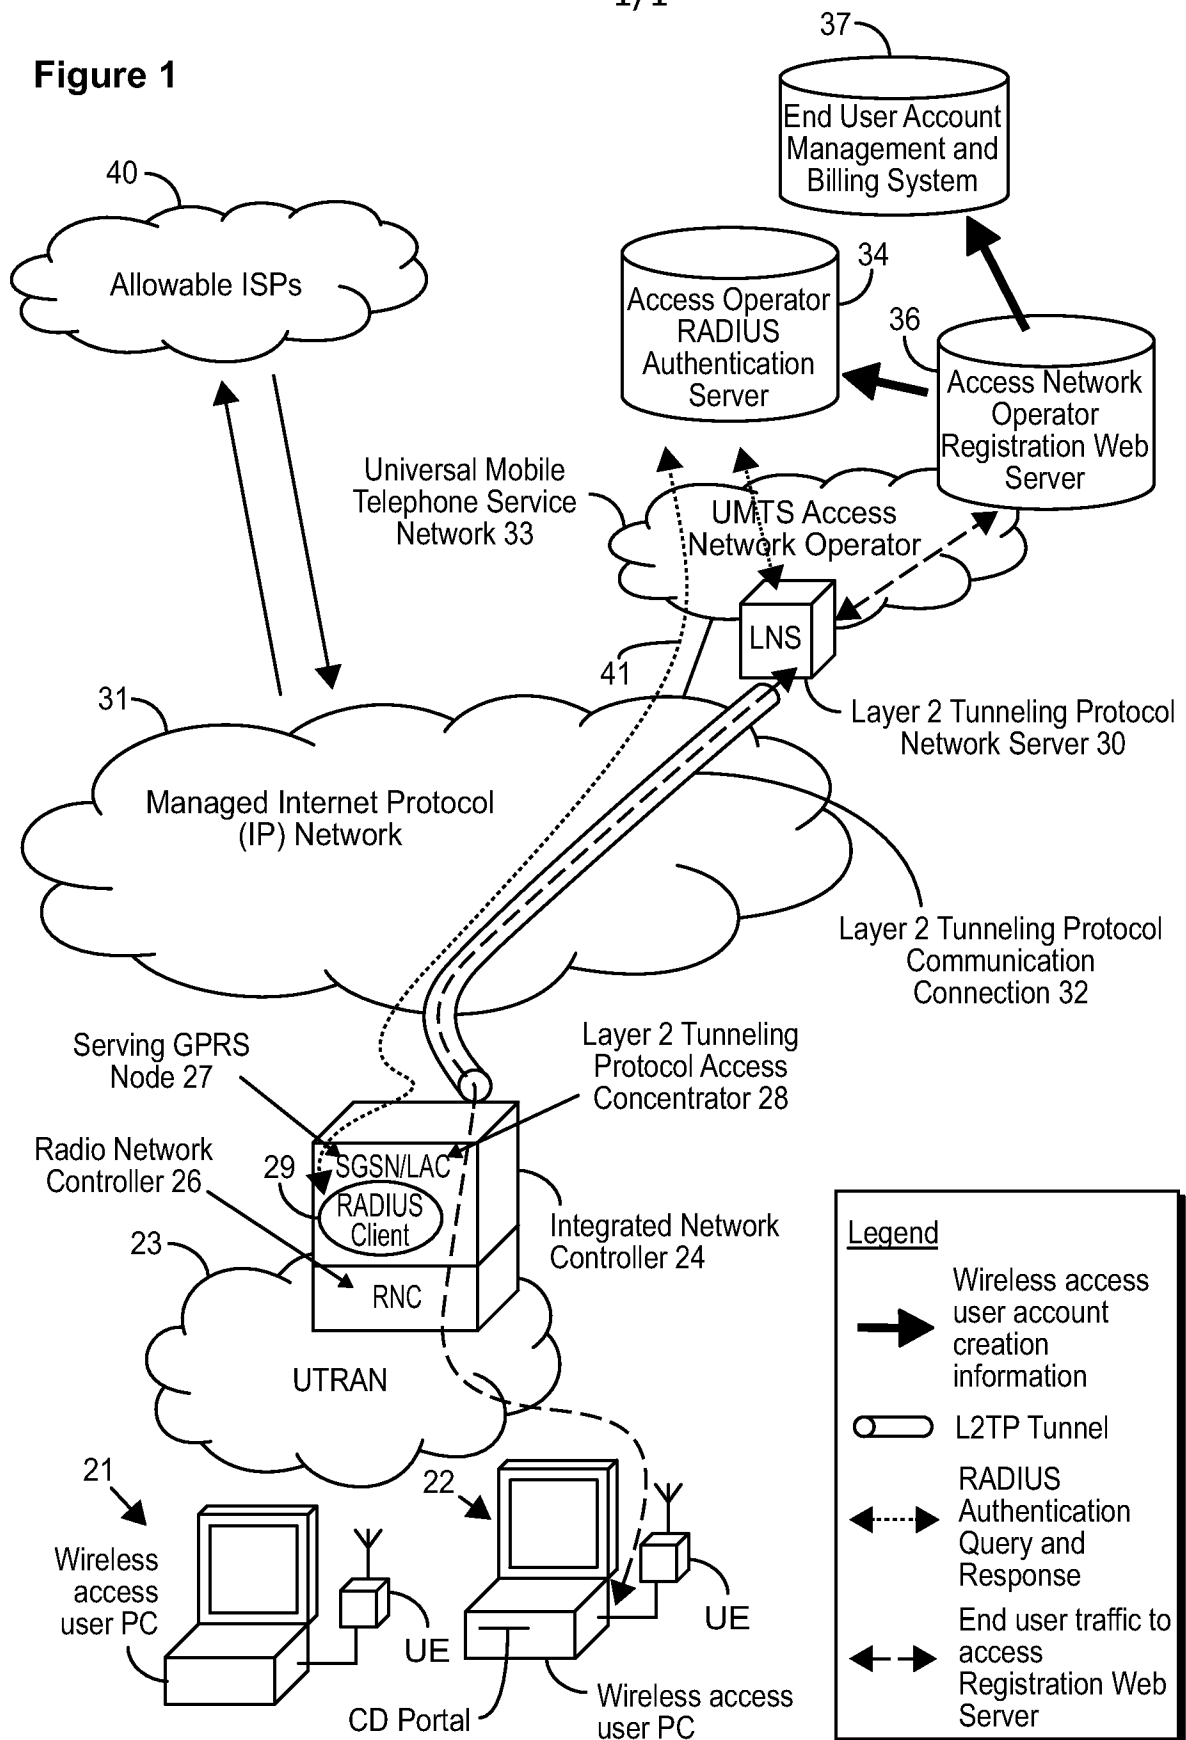 1/1
Figure 1
37
End User Account
Management and
Billing System
40
Allowable ISPs
34
Access Operator
RADIUS
Authentication
Server
36
Access Network
Operator
Registration Web
Server
Universal Mobile
Telephone Service
Network 33
UMTS Access
Network Operator
LNS
41
31
Layer 2 Tunneling Protocol
Network Server 30
Managed Internet Protocol
(IP) Network
Layer 2 Tunneling Protocol
Communication
Connection 32
Serving GPRS
Node 27
Layer 2 Tunneling
Protocol Access
Concentrator 28
Radio Network
Controller 26
29
SGSN/LAC
RADIUS
Client
23
Integrated Network
Controller 24
RNC
UTRAN
21
22
Wireless
access
user PC
UE
UE
CD Portal
Wireless access
user PC
Legend
Wireless access
user account
creation
information
L2TP Tunnel
RADIUS
Authentication
Query and
Response
End user traffic to
access
Registration Web
Server